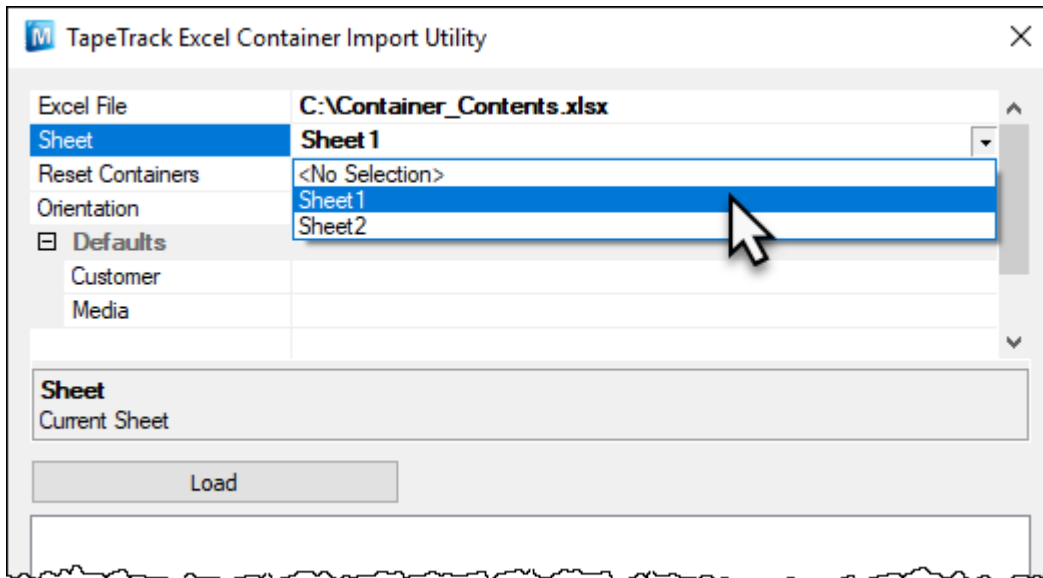 M TapeTrack Excel Container Import Utility
Excel File C:\Container_Contents.xlsx
Sheet Sheet1
Reset Containers <No Selection>
Sheet1
Orientation
Sheet2
Defaults
Customer
Media
Sheet
Current Sheet
Load